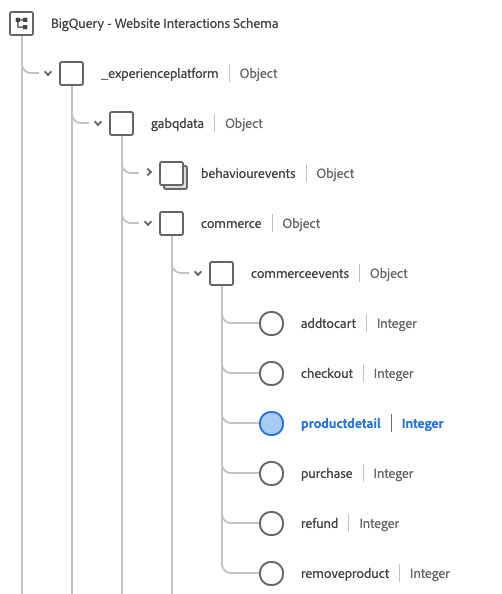 BigQuery - Website Interactions Schema
_experienceplatform | Object
gabqdata | Object
behaviourevents | Object
commerce | Object
commerceevents | Object
addtocart | Integer
checkout | Integer
productdetail | Integer
purchase | Integer
refund | Integer
removeproduct | Integer